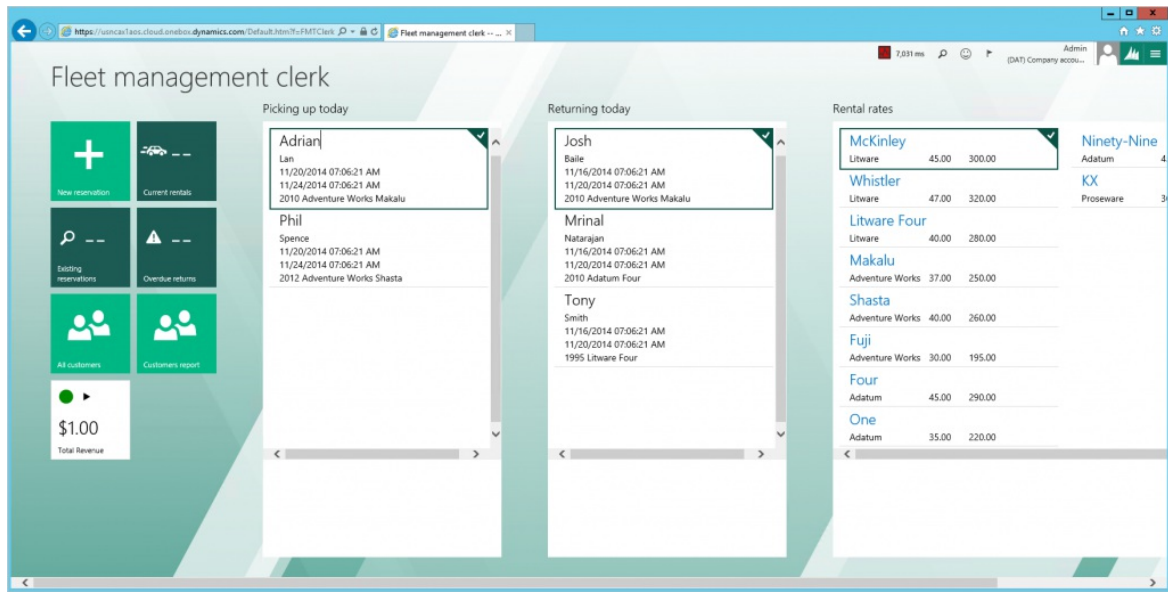 https://usncax1aos.cloud.onebox.dynamics.com/Default.htm?f=FMTClerk
Fleet management clerk -- ...
7,031 ms
Admin
(DAT) Company accou...
Fleet management clerk
New reservation
-- Current rentals
-- Existing reservations
-- Overdue returns
All customers
Customers report
$1.00
Total Revenue
Picking up today
Adrian
Lan
11/20/2014 07:06:21 AM
11/24/2014 07:06:21 AM
2010 Adventure Works Makalu
Phil
Spence
11/20/2014 07:06:21 AM
11/24/2014 07:06:21 AM
2012 Adventure Works Shasta
Returning today
Josh
Baile
11/16/2014 07:06:21 AM
11/20/2014 07:06:21 AM
2010 Adventure Works Makalu
Mrinal
Natarajan
11/16/2014 07:06:21 AM
11/20/2014 07:06:21 AM
2010 Adatum Four
Tony
Smith
11/16/2014 07:06:21 AM
11/20/2014 07:06:21 AM
1995 Litware Four
Rental rates
McKinley
Litware 45.00 300.00
Whistler
Litware 47.00 320.00
Litware Four
Litware 40.00 280.00
Makalu
Adventure Works 37.00 250.00
Shasta
Adventure Works 40.00 260.00
Fuji
Adventure Works 30.00 195.00
Four
Adatum 45.00 290.00
One
Adatum 35.00 220.00
Ninety-Nine
Adatum
KX
Proseware